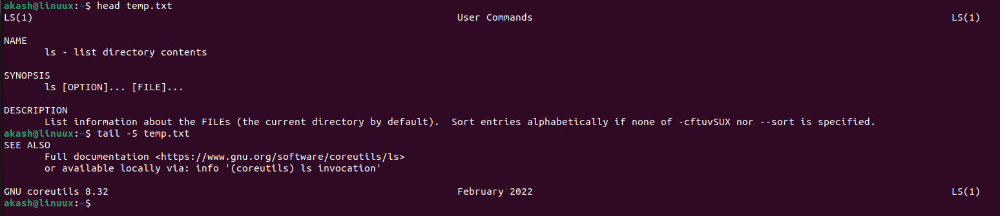 akash@linuux:~$ head temp.txt
LS(1) User Commands LS(1)
NAME
ls - list directory contents
SYNOPSIS
ls [OPTION]... [FILE]...
DESCRIPTION
List information about the FILEs (the current directory by default). Sort entries alphabetically if none of -cftuvSUX nor --sort is specified.
akash@linuux:~$ tail -5 temp.txt
SEE ALSO
Full documentation <https://www.gnu.org/software/coreutils/ls>
or available locally via: info '(coreutils) ls invocation'
GNU coreutils 8.32 February 2022 LS(1)
akash@linuux:~$